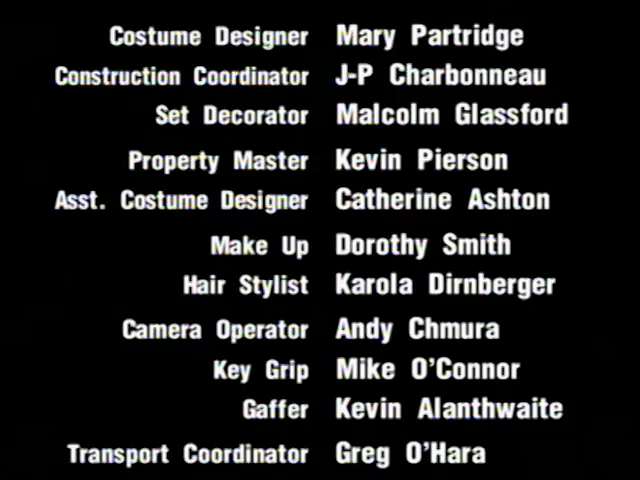 Costume Designer Mary Partridge
Construction Coordinator J-P Charbonneau
Set Decorator Malcolm Glassford
Property Master Kevin Pierson
Asst. Costume Designer Catherine Ashton
Make Up Dorothy Smith
Hair Stylist Karola Dirnberger
Camera Operator Andy Chmura
Key Grip Mike O'Connor
Gaffer Kevin Alanthwaite
Transport Coordinator Greg O'Hara